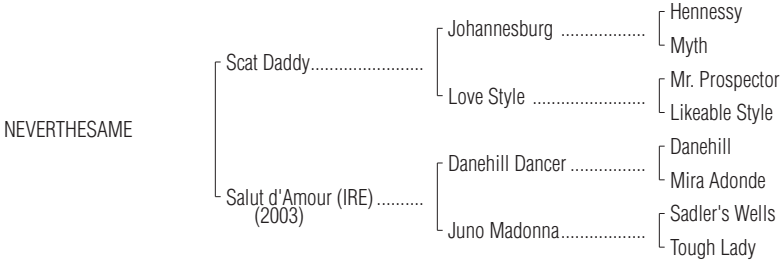 Hennessy
Johannesburg ..................
Myth
Scat Daddy.......................
Mr. Prospector
Love Style ........................
Likeable Style
NEVERTHESAME
Danehill
Danehill Dancer ................
Mira Adonde
Salut d'Amour (IRE) ..........
(2003)
Sadler's Wells
Juno Madonna..................
Tough Lady